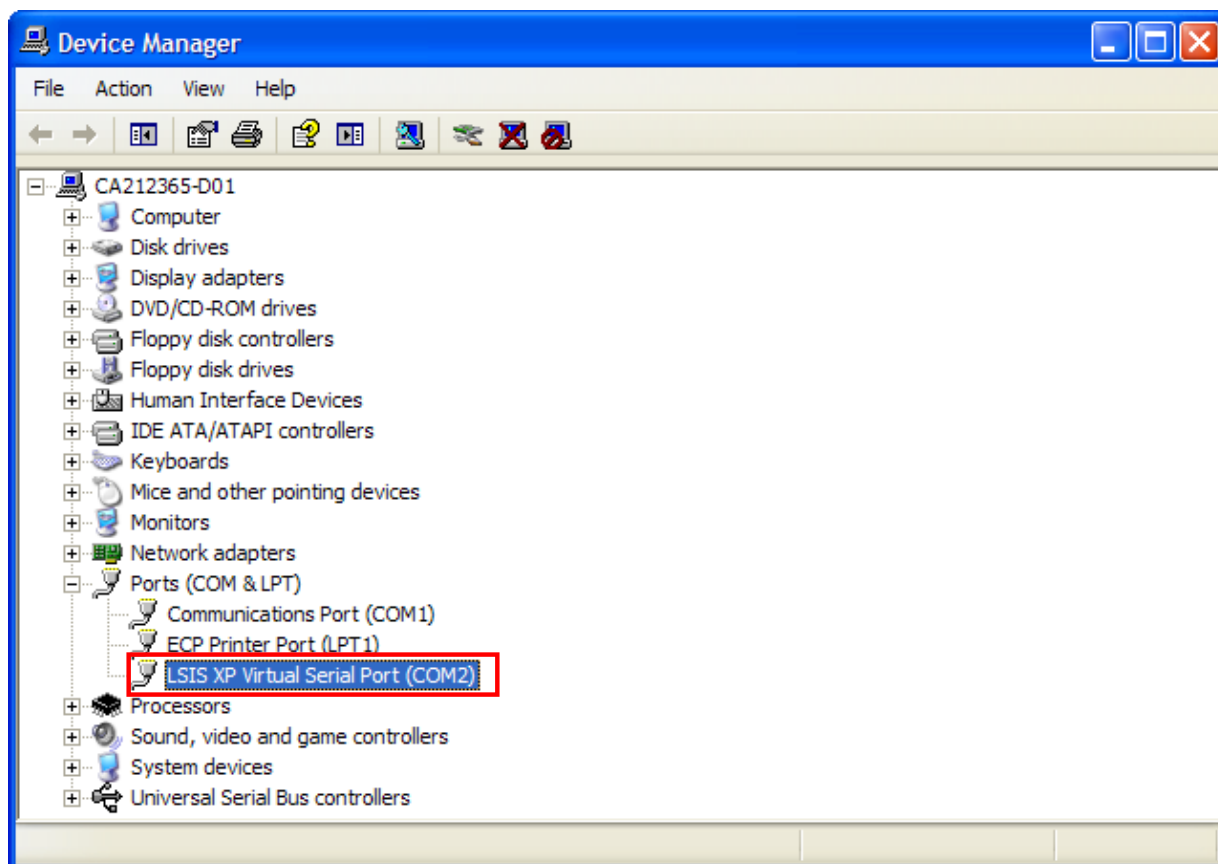 Device Manager
File Action View Help
CA212365-D01
Computer
Disk drives
Display adapters
DVD/CD-ROM drives
Floppy disk controllers
Floppy disk drives
Human Interface Devices
IDE ATA/ATAPI controllers
Keyboards
Mice and other pointing devices
Monitors
Network adapters
Ports (COM & LPT)
Communications Port (COM1)
ECP Printer Port (LPT1)
LSIS XP Virtual Serial Port (COM2)
Processors
Sound, video and game controllers
System devices
Universal Serial Bus controllers